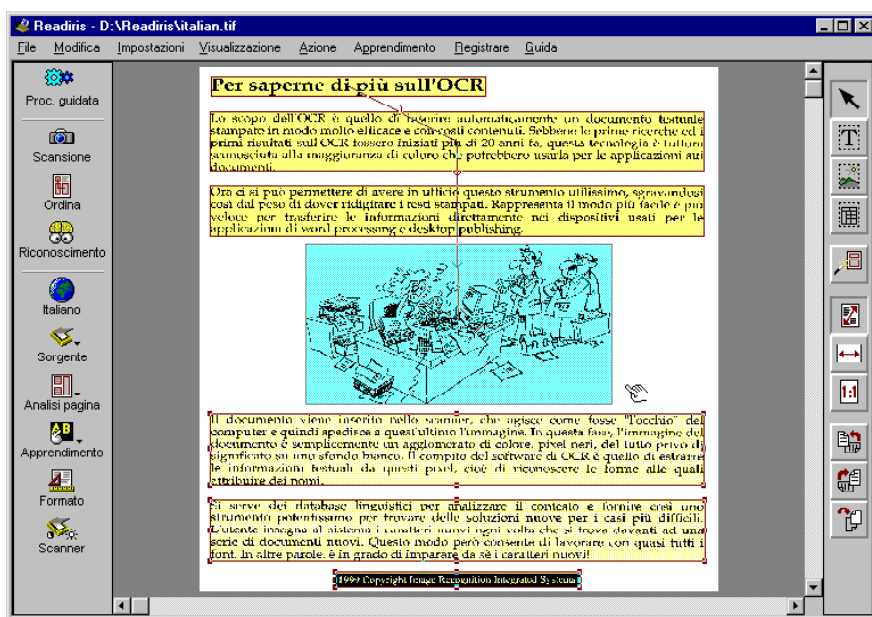 Readiris - D:\Readiris\italian.tif
File Modifica Impostazioni Visualizzazione Azione Apprendimento Registrare Guida
Proc. guidata
Scansione
Ordina
Riconoscimento
Italiano
Sorgente
Analisi pagina
Apprendimento
Formato
Scanner
Per saperne di più sull'OCR
Lo scopo dell'OCR è quello di inserire automaticamente un documento testuale
stampato in modo molto efficace e con costi contenuti. Sebbene le prime ricerche ed i
primi risultati sull'OCR fossero iniziati più di 20 anni fa, questa tecnologia è tuttora
sconosciuta alla maggioranza di coloro che potrebbero usarla per le applicazioni sui
documenti.
Ora ci si può permettere di avere in ufficio questo strumento utilissimo, sgravandosi
così dal peso di dover ridigitare i testi stampati. Rappresenta il modo più facile e più
veloce per trasferire le informazioni direttamente nei dispositivi usati per le
applicazioni di word processing e desktop publishing.
Il documento viene inserito nello scanner, che agisce come fosse "l'occhio" del
computer e quindi spedisce a quest'ultimo l'immagine. In questa fase, l'immagine del
documento è semplicemente un agglomerato di colore, pixel neri, del tutto privo di
significato su uno sfondo bianco. Il compito del software di OCR è quello di estrarre
le informazioni testuali da questi pixel, cioè di riconoscere le forme alle quali
attribuire dei nomi.
Si serve dei database linguistici per analizzare il contesto e fornire così uno
strumento potentissimo per trovare delle soluzioni nuove per i casi più difficili.
L'utente insegna al sistema i caratteri nuovi ogni volta che si trova davanti ad una
serie di documenti nuovi. Questo modo però consente di lavorare con quasi tutti i
font. In altre parole, è in grado di imparare da sè i caratteri nuovi!
1999 Copyright Image Recognition Integrated Systems
T
1:1